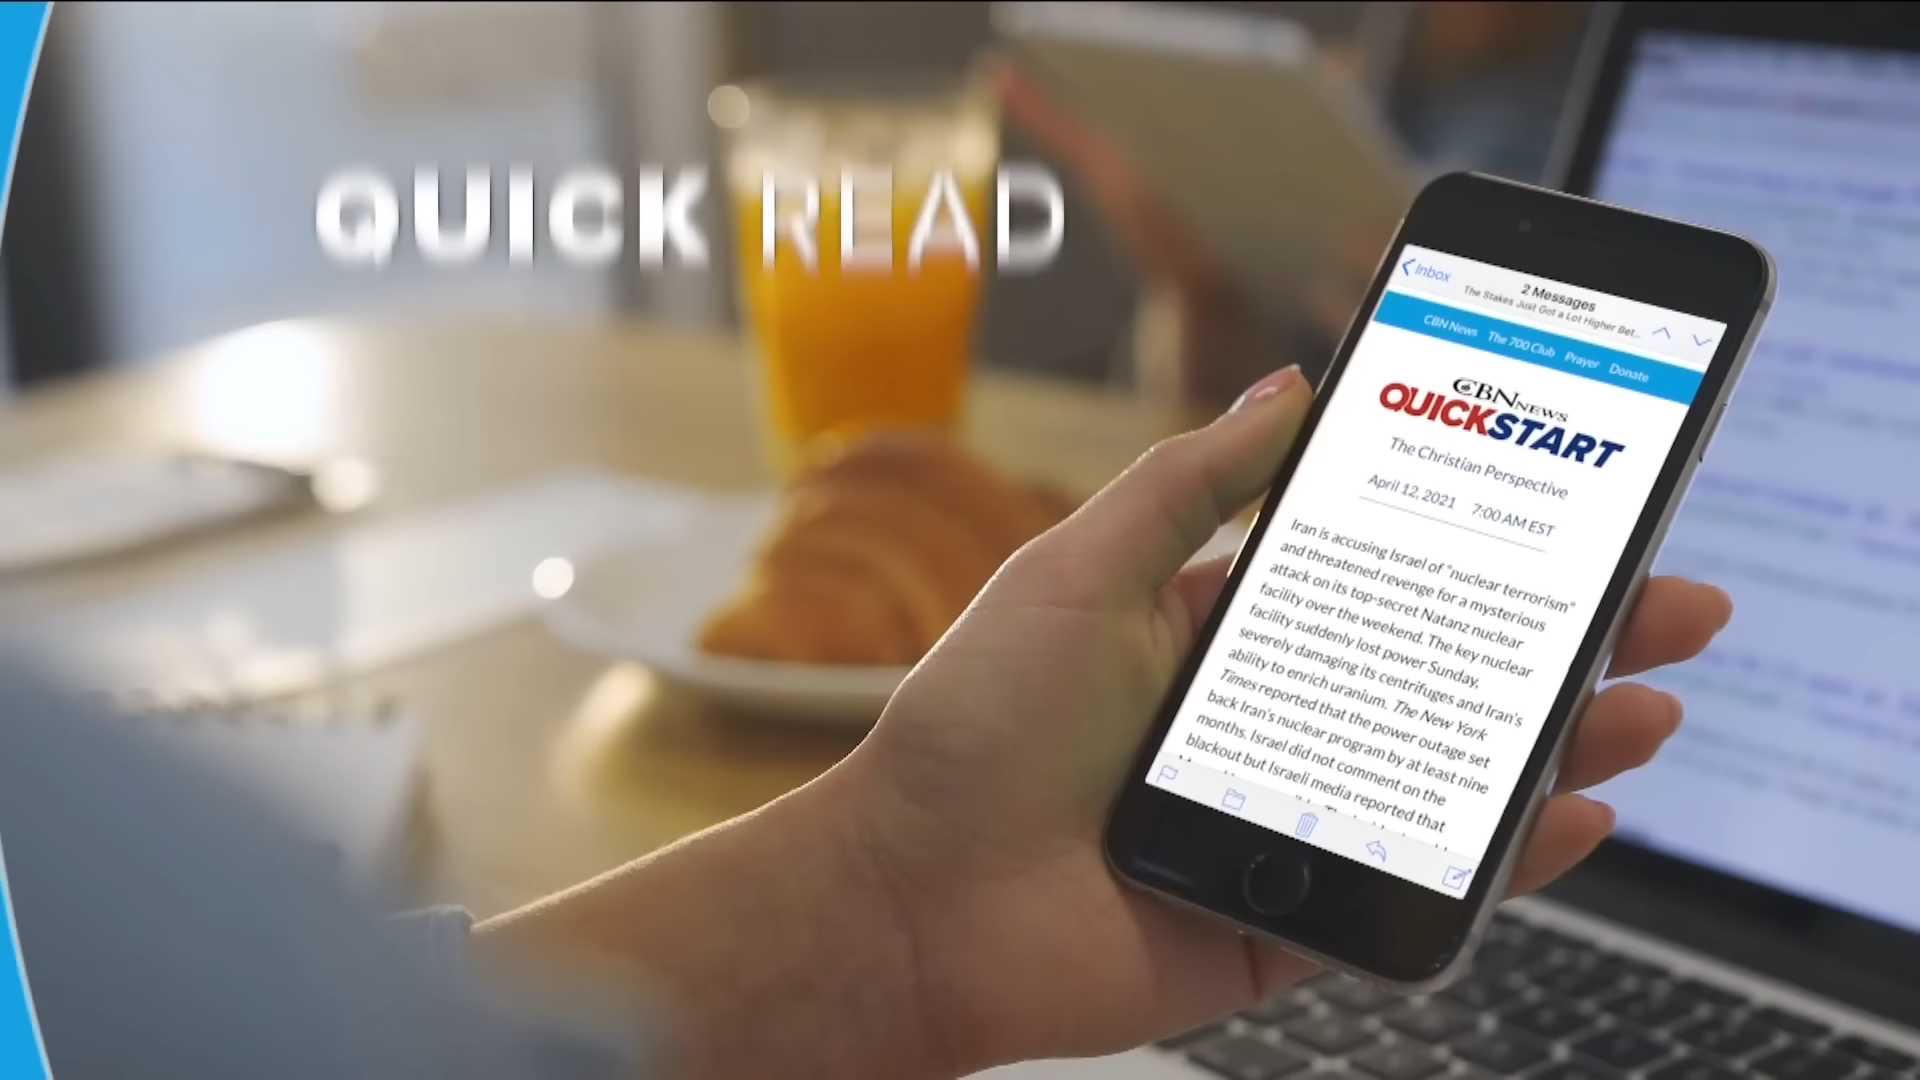 QUICK READ
Inbox
2 Messages
The Stakes Just Got a Lot Higher Bet...
CBN News The 700 Club Prayer Donate
CBN NEWS
QUICKSTART
The Christian Perspective
April 12, 2021 7:00 AM EST
Iran is accusing Israel of "nuclear terrorism"
and threatened revenge for a mysterious
attack on its top-secret Natanz nuclear
facility over the weekend. The key nuclear
facility suddenly lost power Sunday,
severely damaging its centrifuges and Iran's
ability to enrich uranium. The New York
Times reported that the power outage set
back Iran's nuclear program by at least nine
months. Israel did not comment on the
blackout but Israeli media reported that